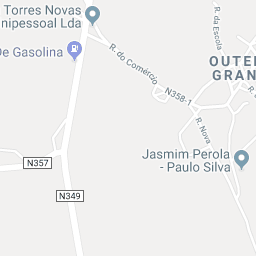 Torres Novas
nipessoal Lda
R. da Escola
De Gasolina
R. do Comércio
OUTE
GRAN
N358-1
R. Nova
Jasmim Perola
- Paulo Silva
N357
N349